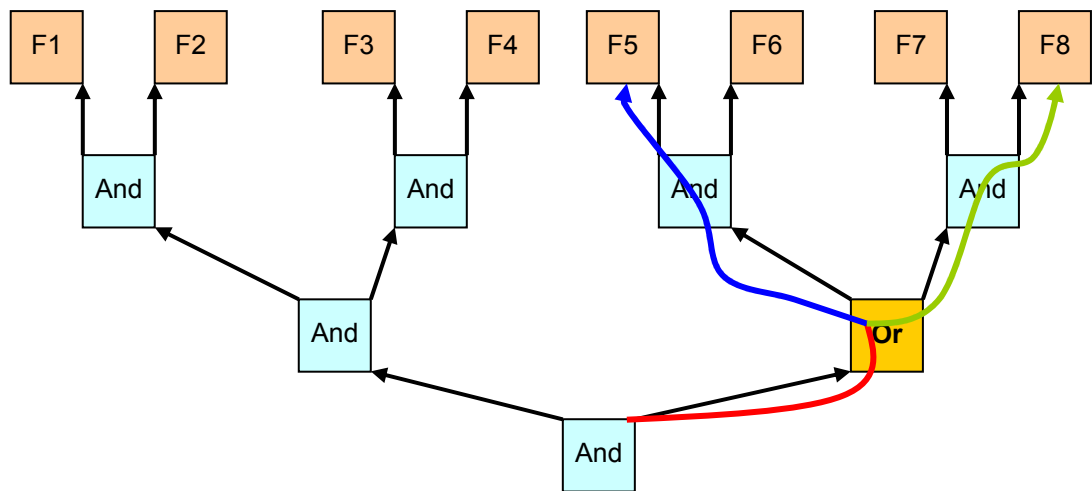 F1 F2 F3 F4 F5 F6 F7 F8
And And And And
And Or
And